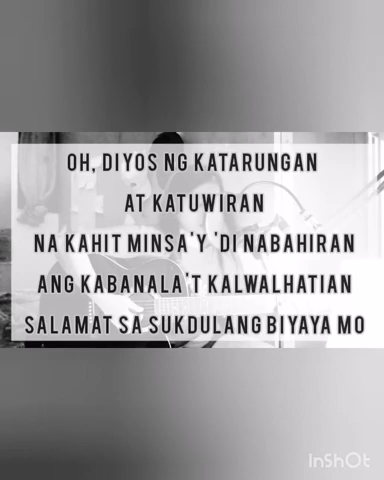 OH, DIYOS NG KATARUNGAN
AT KATUWIRAN
NA KAHIT MINSA'Y 'DI NABAHIRAN
ANG KABANALA'T KALWALHATIAN
SALAMAT SA SUKDULANG BIYAYA MO
InShOt